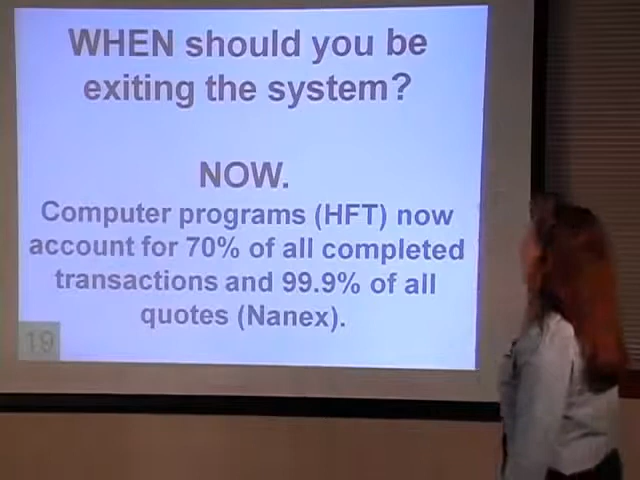 WHEN should you be
exiting the system?
NOW.
Computer programs (HFT) now
account for 70% of all completed
transactions and 99.9% of all
quotes (Nanex).
19